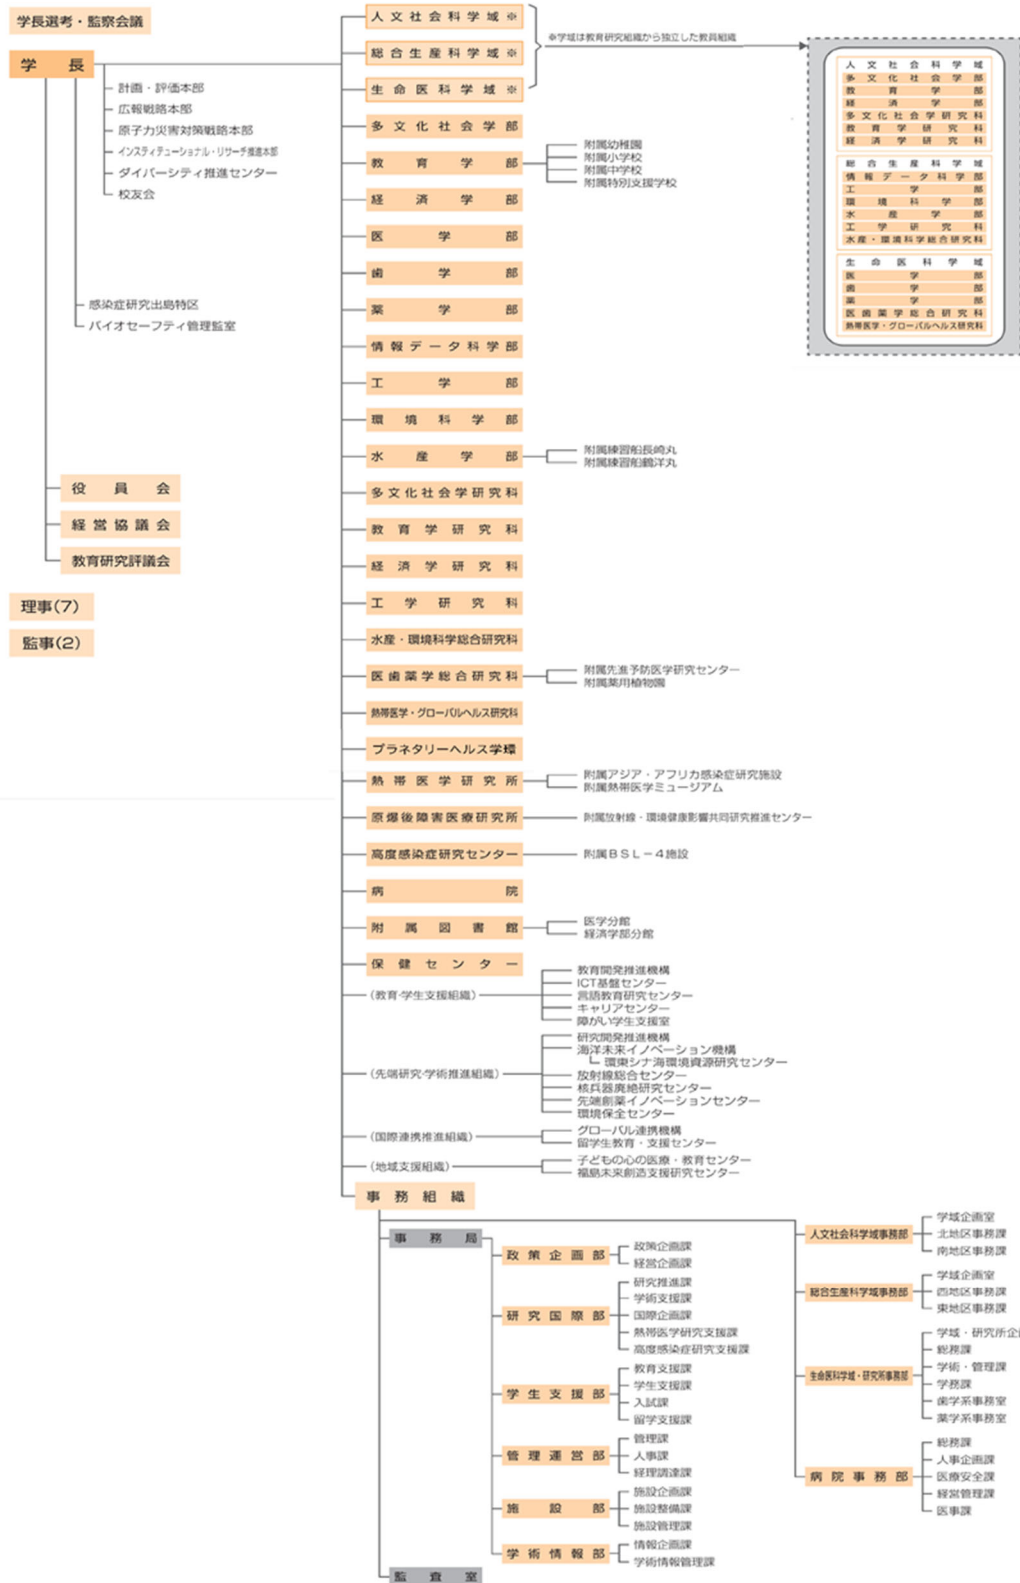 学長選考・監察会議
学長
計画・評価本部
広報戦略本部
原子力災害対策戦略本部
インスティテューショナル・リサーチ推進本部
ダイバーシティ推進センター
校友会
感染症研究出島特区
バイオセーフティ管理監室
役員会
経営協議会
教育研究評議会
理事(7)
監事(2)
人文社会科学域※
総合生産科学域※
生命医科学域※
※学域は教育研究組織から独立した教員組織
人文社会科学域
多文化社会学部
教育学部
経済学部
多文化社会学研究科
教育学研究科
経済学研究科
総合生産科学域
情報データ科学部
工学部
環境科学部
水産学部
工学研究科
水産・環境科学総合研究科
生命医科学域
医学部
歯学部
薬学部
医歯薬学総合研究科
熱帯医学・グローバルヘルス研究科
多文化社会学部
教育学部
附属幼稚園
附属小学校
附属中学校
附属特別支援学校
経済学部
医学部
歯学部
薬学部
情報データ科学部
工学部
環境科学部
水産学部
附属練習船長崎丸
附属練習船鶴洋丸
多文化社会学研究科
教育学研究科
経済学研究科
工学研究科
水産・環境科学総合研究科
医歯薬学総合研究科
附属先進予防医学研究センター
附属薬用植物園
熱帯医学・グローバルヘルス研究科
プラネタリーヘルス学環
熱帯医学研究所
附属アジア・アフリカ感染症研究施設
附属熱帯医学ミュージアム
原爆後障害医療研究所
附属放射線・環境健康影響共同研究推進センター
高度感染症研究センター
附属BSL-4施設
病院
附属図書館
医学分館
経済学部分館
保健センター
(教育・学生支援組織)
教育開発推進機構
ICT基盤センター
言語教育研究センター
キャリアセンター
障がい学生支援室
(先端研究・学術推進組織)
研究開発推進機構
海洋未来イノベーション機構
環東シナ海環境資源研究センター
放射線総合センター
核兵器廃絶研究センター
先端創薬イノベーションセンター
環境保全センター
(国際連携推進組織)
グローバル連携機構
留学生教育・支援センター
(地域支援組織)
子どもの心の医療・教育センター
福島未来創造支援研究センター
事務組織
事務局
政策企画部
政策企画課
経営企画課
研究国際部
研究推進課
学術支援課
国際企画課
熱帯医学研究支援課
高度感染症研究支援課
学生支援部
教育支援課
学生支援課
入試課
留学支援課
管理運営部
管理課
人事課
経理調達課
施設部
施設企画課
施設整備課
施設管理課
学術情報部
情報企画課
学術情報管理課
監査室
人文社会科学域事務部
学域企画室
北地区事務課
南地区事務課
総合生産科学域事務部
学域企画室
西地区事務課
東地区事務課
生命医科学域・研究所事務部
学域・研究所企
総務課
学術・管理課
学務課
歯学系事務室
薬学系事務室
病院事務部
総務課
人事企画課
医療安全課
経営管理課
医事課